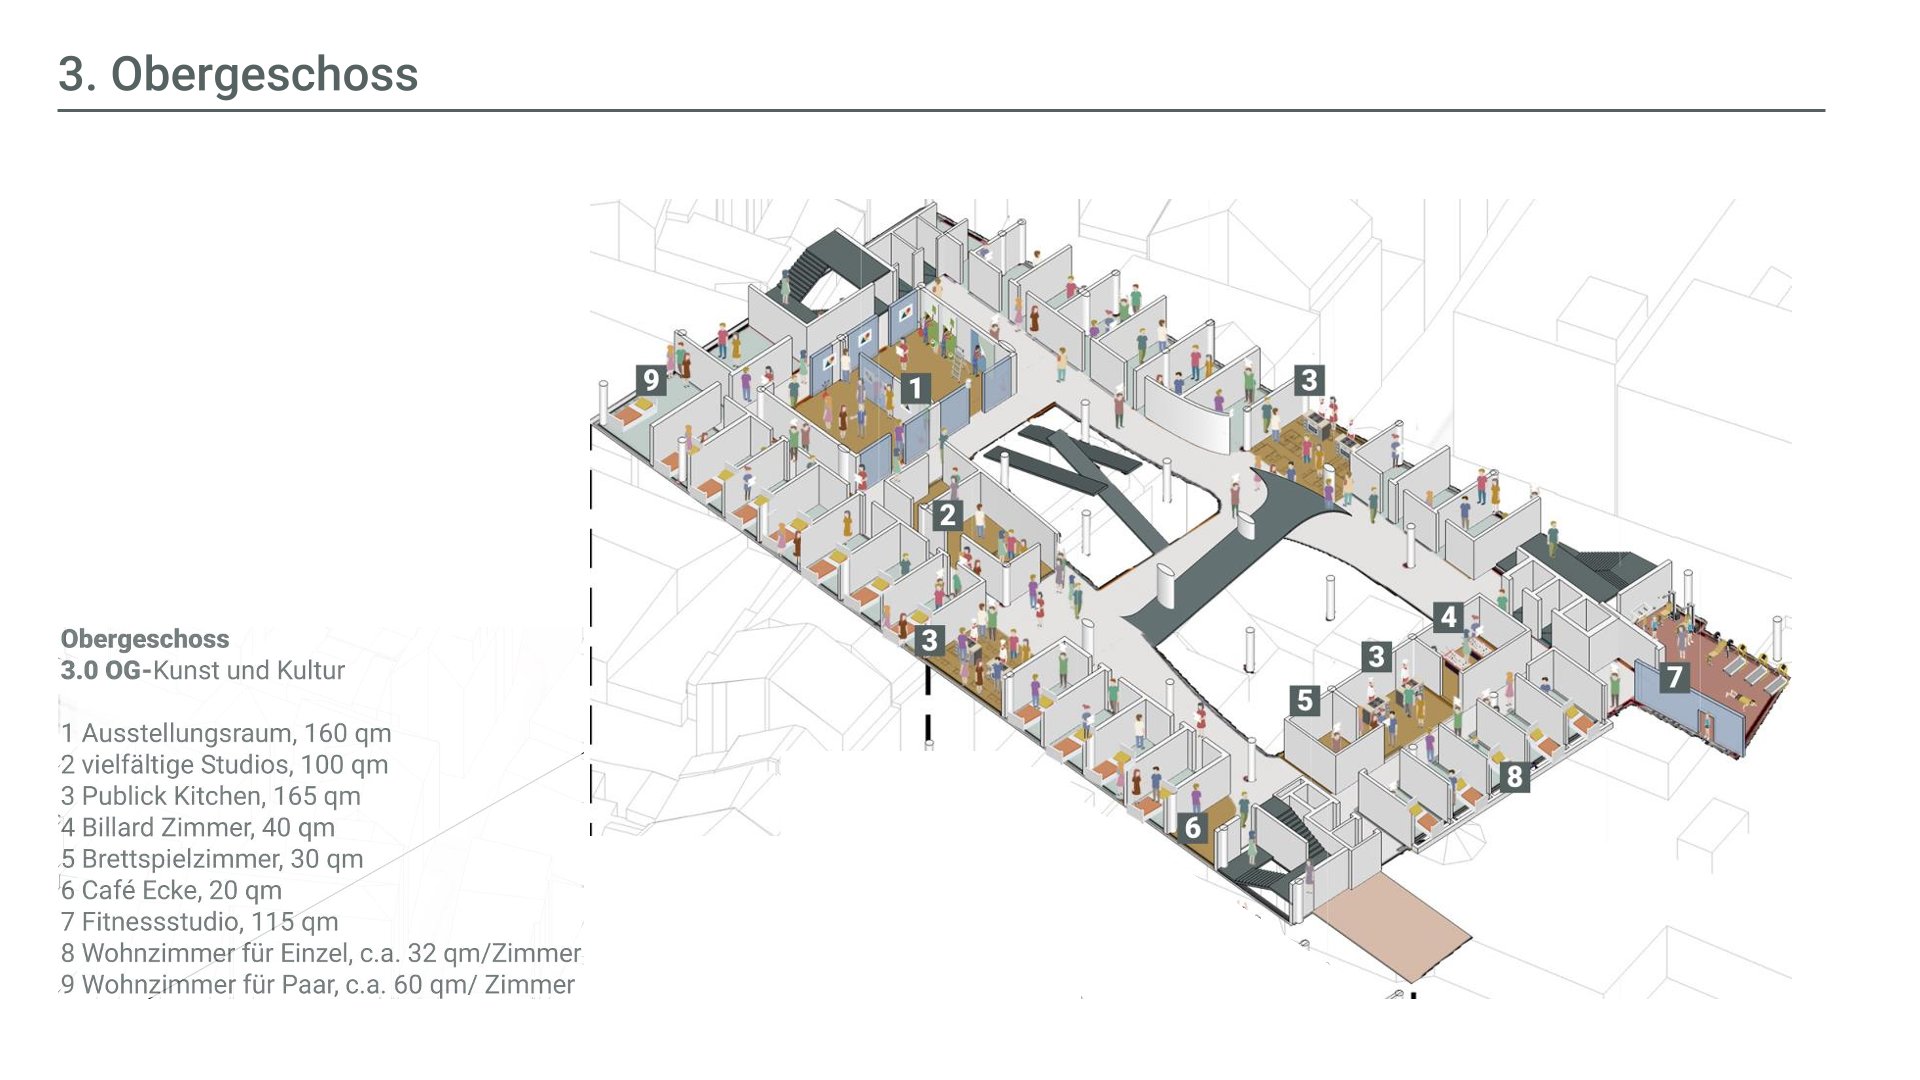 3. Obergeschoss
9
1
3
2
3
4
3
5
7
8
6
Obergeschoss
3.0 OG-Kunst und Kultur
1 Ausstellungsraum, 160 qm
2 vielfältige Studios, 100 qm
3 Publick Kitchen, 165 qm
4 Billard Zimmer, 40 qm
5 Brettspielzimmer, 30 qm
6 Café Ecke, 20 qm
7 Fitnessstudio, 115 qm
8 Wohnzimmer für Einzel, c.a. 32 qm/Zimmer
9 Wohnzimmer für Paar, c.a. 60 qm/ Zimmer